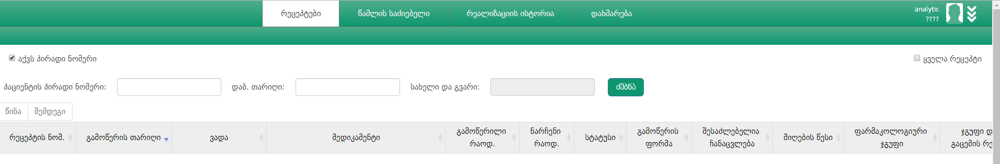 რეცეპტები წამლის საძიებელი რეალიზაციის ისტორია დახმარება analytic
????
აქვს პირადი ნომერი ყველა რეცეპტი
პაციენტის პირადი ნომერი: დაბ. თარიღი: სახელი და გვარი: ძებნა
წინა შემდეგი
რეცეპტის ნომ. გამოწერის თარიღი ვადა მედიკამენტი გამოწერილი რაოდ. ნარჩენი რაოდ. სტატუსი გამოწერის ფორმა შესაძლებელია ჩანაცვლება მიღების წესი ფარმაკოლოგიური ჯგუფი ჯგუფი დ
გაცემის რე